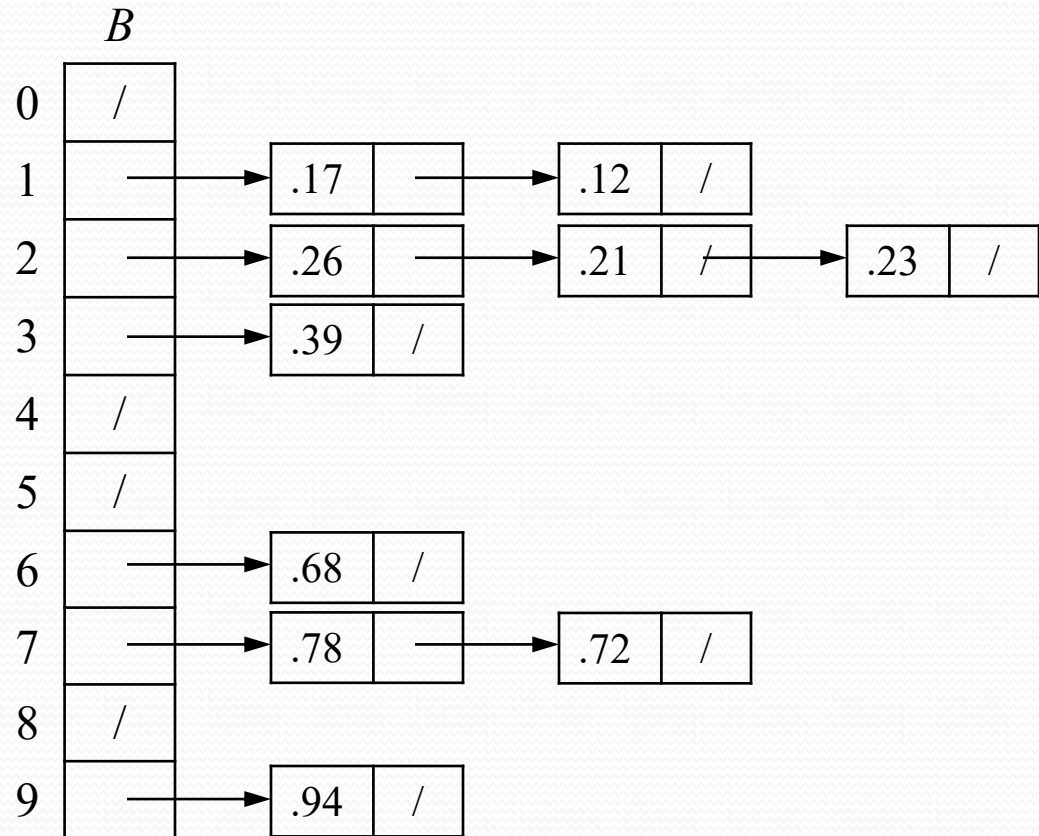 B
0 /
1 .17 .12 /
2 .26 .21 / .23 /
3 .39 /
4 /
5 /
6 .68 /
7 .78 .72 /
8 /
9 .94 /